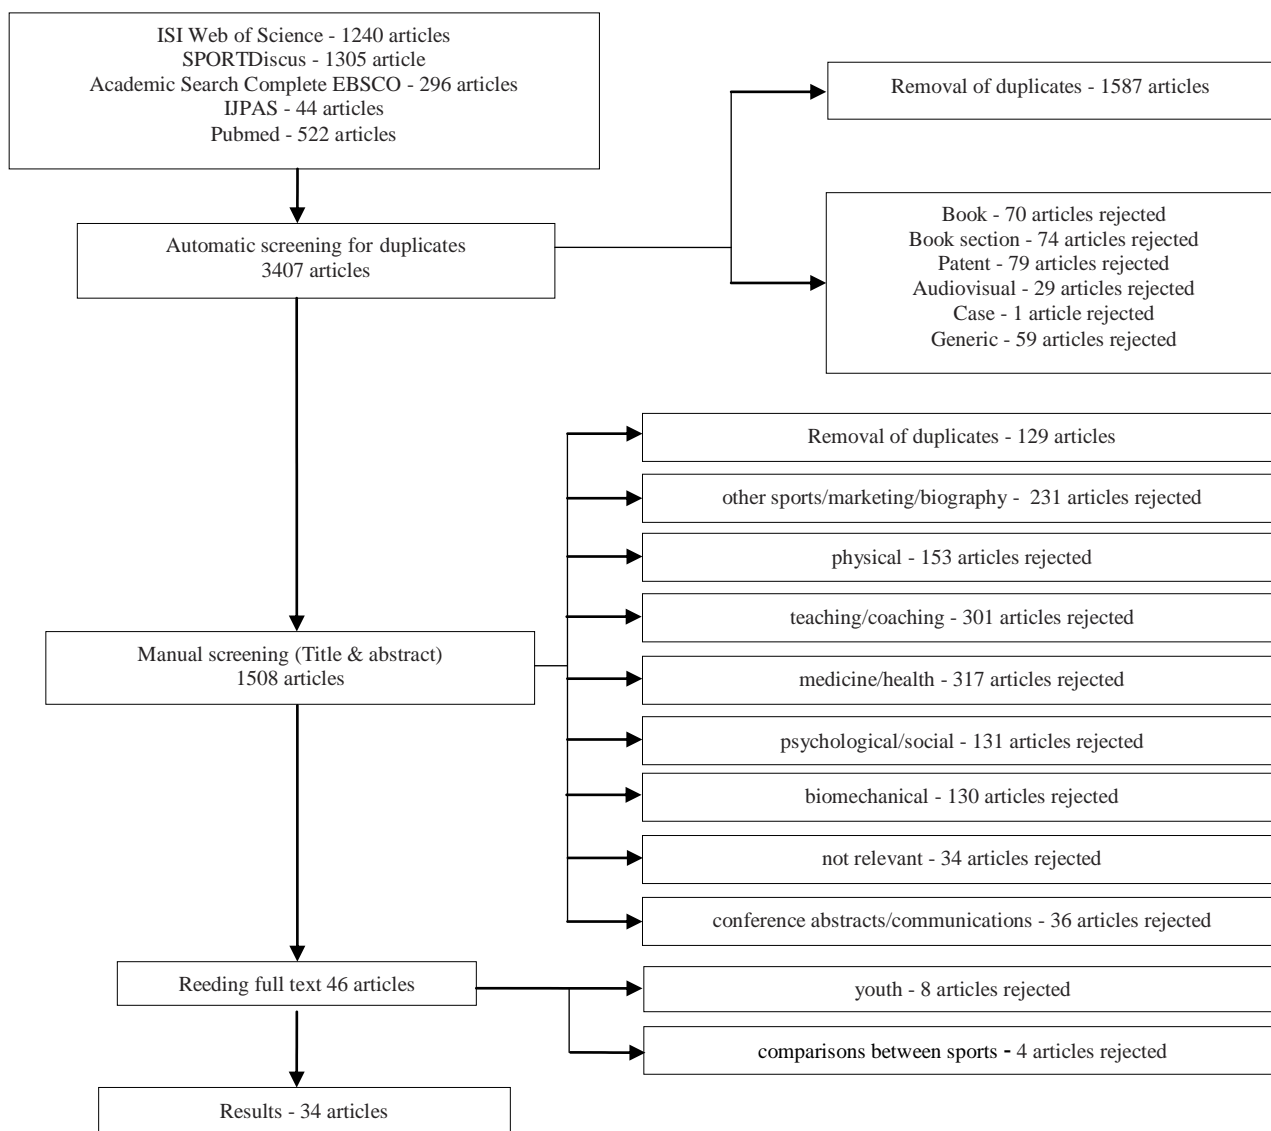 ISI Web of Science - 1240 articles
SPORTDiscus - 1305 article
Academic Search Complete EBSCO - 296 articles
IJPAS - 44 articles
Pubmed - 522 articles
Removal of duplicates - 1587 articles
Automatic screening for duplicates
3407 articles
Book - 70 articles rejected
Book section - 74 articles rejected
Patent - 79 articles rejected
Audiovisual - 29 articles rejected
Case - 1 article rejected
Generic - 59 articles rejected
Removal of duplicates - 129 articles
other sports/marketing/biography - 231 articles rejected
physical - 153 articles rejected
teaching/coaching - 301 articles rejected
Manual screening (Title & abstract)
1508 articles
medicine/health - 317 articles rejected
psychological/social - 131 articles rejected
biomechanical - 130 articles rejected
not relevant - 34 articles rejected
conference abstracts/communications - 36 articles rejected
Reeding full text 46 articles
youth - 8 articles rejected
comparisons between sports - 4 articles rejected
Results - 34 articles